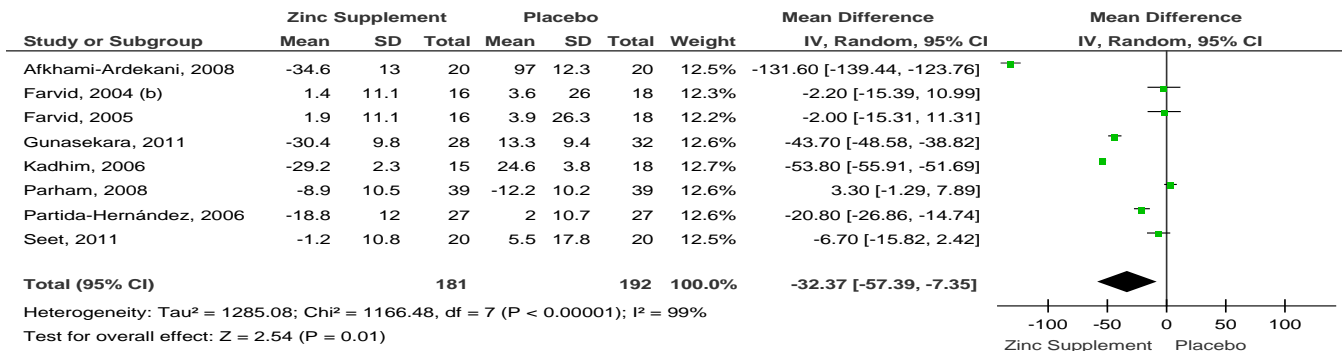 Zinc Supplement Placebo Mean Difference Mean Difference
Study or Subgroup Mean SD Total Mean SD Total Weight IV, Random, 95% CI IV, Random, 95% CI
Afkhami-Ardekani, 2008 -34.6 13 20 97 12.3 20 12.5% -131.60 [-139.44, -123.76]
Farvid, 2004 (b) 1.4 11.1 16 3.6 26 18 12.3% -2.20 [-15.39, 10.99]
Farvid, 2005 1.9 11.1 16 3.9 26.3 18 12.2% -2.00 [-15.31, 11.31]
Gunasekara, 2011 -30.4 9.8 28 13.3 9.4 32 12.6% -43.70 [-48.58, -38.82]
Kadhim, 2006 -29.2 2.3 15 24.6 3.8 18 12.7% -53.80 [-55.91, -51.69]
Parham, 2008 -8.9 10.5 39 -12.2 10.2 39 12.6% 3.30 [-1.29, 7.89]
Partida-Hernández, 2006 -18.8 12 27 2 10.7 27 12.6% -20.80 [-26.86, -14.74]
Seet, 2011 -1.2 10.8 20 5.5 17.8 20 12.5% -6.70 [-15.82, 2.42]
Total (95% CI) 181 192 100.0% -32.37 [-57.39, -7.35]
Heterogeneity: Tau² = 1285.08; Chi² = 1166.48, df = 7 (P < 0.00001); I² = 99%
Test for overall effect: Z = 2.54 (P = 0.01)
-100 -50 0 50 100
Zinc Supplement Placebo